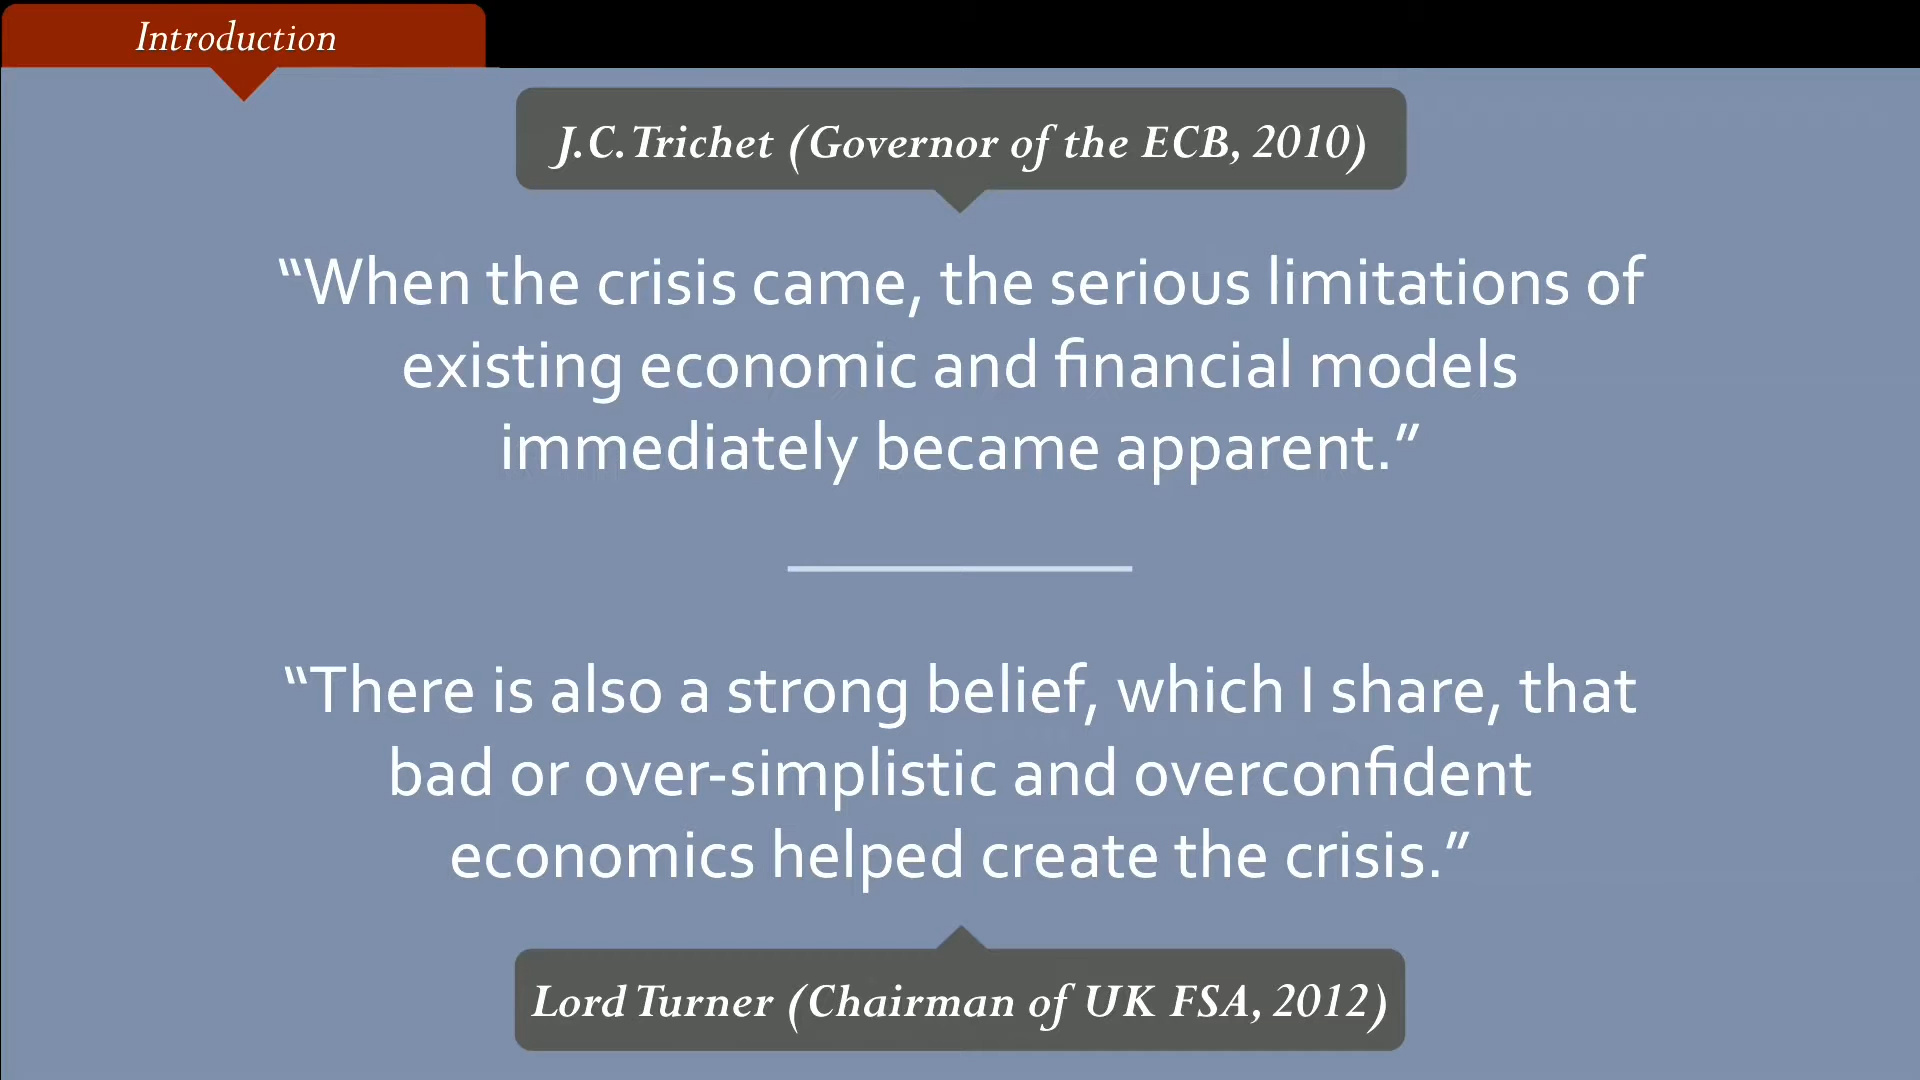 Introduction
J.C. Trichet (Governor of the ECB, 2010)
“When the crisis came, the serious limitations of
existing economic and financial models
immediately became apparent.”
“There is also a strong belief, which I share, that
bad or over-simplistic and overconfident
economics helped create the crisis.”
Lord Turner (Chairman of UK FSA, 2012)